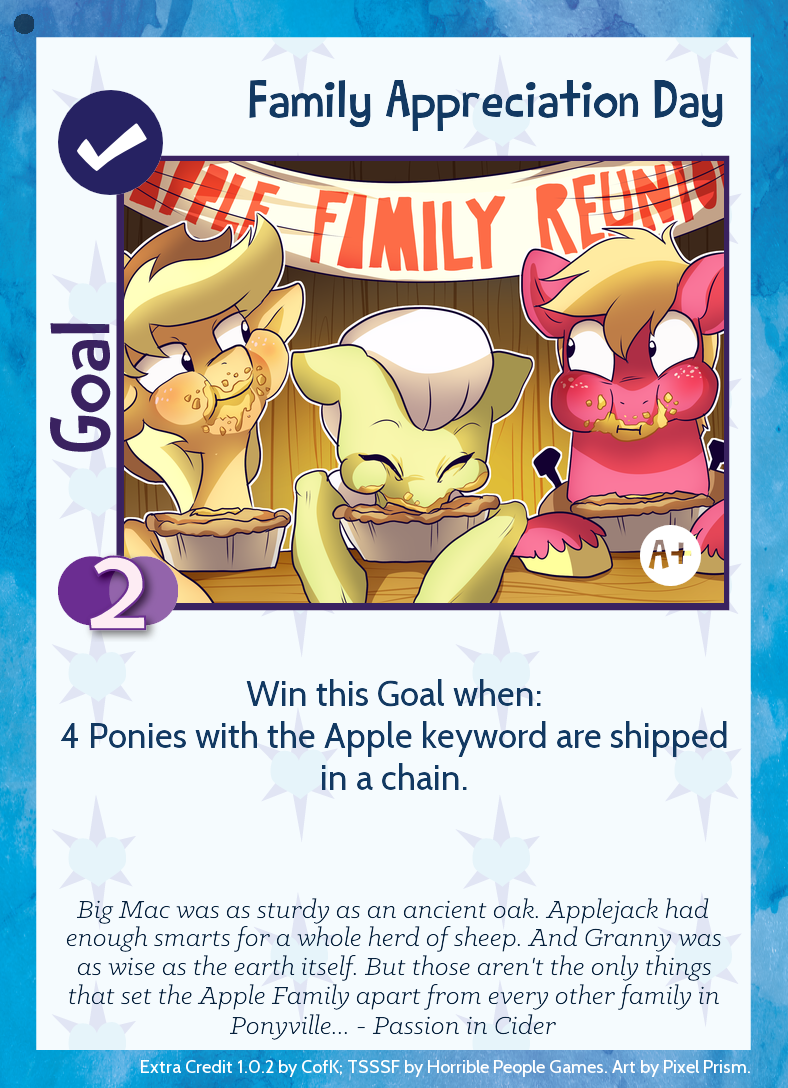 Family Appreciation Day
APPLE FAMILY REUNIO
Goal
A+
2
Win this Goal when:
4 Ponies with the Apple keyword are shipped
in a chain.
Big Mac was as sturdy as an ancient oak. Applejack had
enough smarts for a whole herd of sheep. And Granny was
as wise as the earth itself. But those aren't the only things
that set the Apple Family apart from every other family in
Ponyville... - Passion in Cider
Extra Credit 1.0.2 by CofK; TSSSF by Horrible People Games. Art by Pixel Prism.